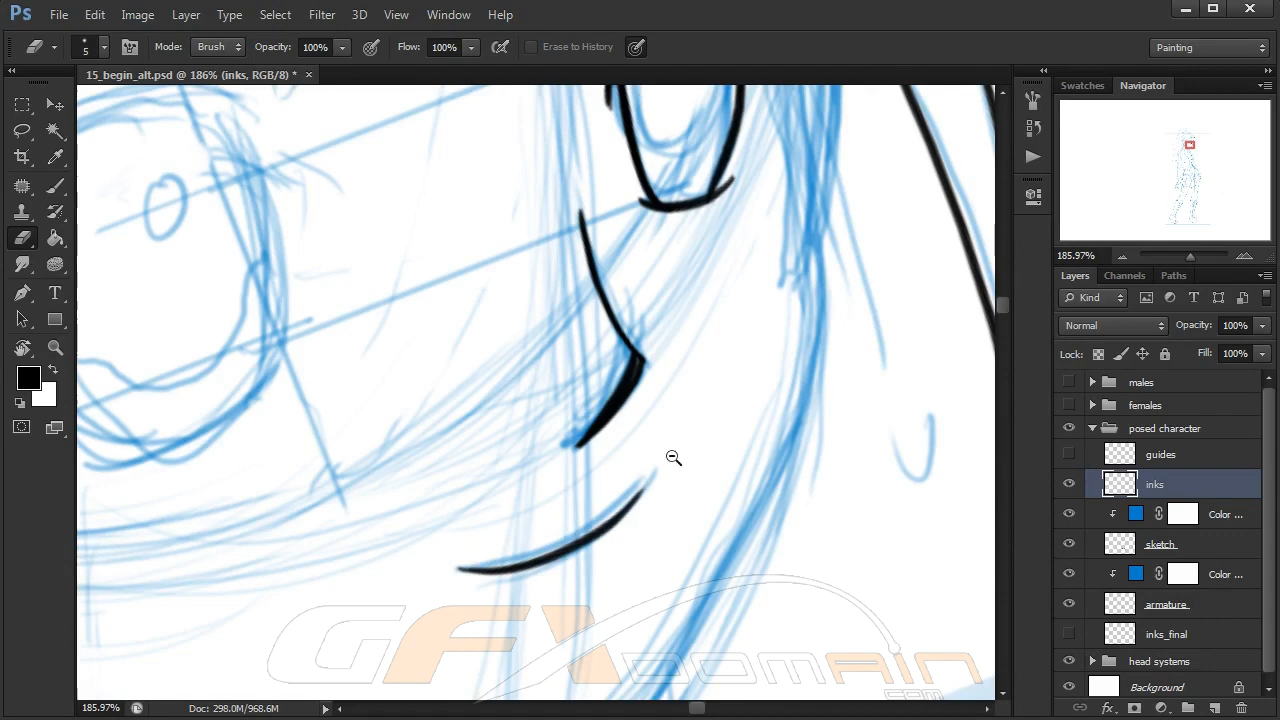 Ps File Edit Image Layer Type Select Filter 3D View Window Help
5 Mode: Brush Opacity: 100% Flow: 100% Erase to History Painting
15_begin_alt.psd @ 186% (inks, RGB/8) *
Swatches Navigator
185.97%
Layers Channels Paths
Kind
Normal Opacity: 100%
Lock: Fill: 100%
males
females
posed character
guides
inks
Color ...
sketch
Color ...
armature
inks_final
head systems
Background
GFXDOMAIN
.COM
185.97% Doc: 298.0M/968.6M